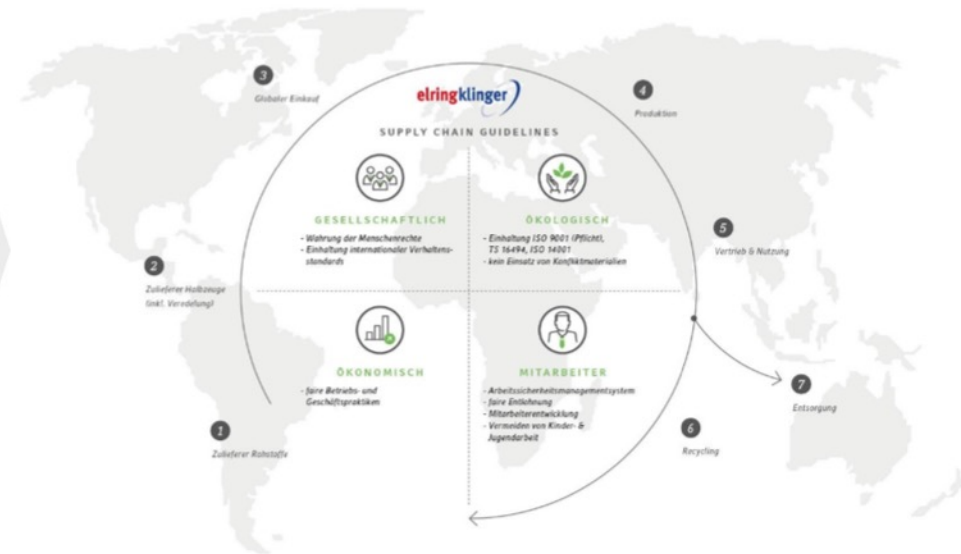 3
Globaler Einkauf
elringklinger
4
Produktion
SUPPLY CHAIN GUIDELINES
GESELLSCHAFTLICH
- Wahrung der Menschenrechte
- Einhaltung internationaler Verhaltens-
standards
ÖKOLOGISCH
- Einhaltung ISO 9001 (Pflicht),
TS 16494, ISO 14001
- kein Einsatz von Konfliktmaterialien
5
Vertrieb & Nutzung
2
Zulieferer Halbzeuge
(inkl. Veredelung)
ÖKONOMISCH
- faire Betriebs- und
Geschäftspraktiken
MITARBEITER
- Arbeitssicherheitsmanagementsystem
- faire Entlohnung
- Mitarbeiterentwicklung
- Vermeiden von Kinder- &
Jugendarbeit
7
Entsorgung
1
Zulieferer Rohstoffe
6
Recycling